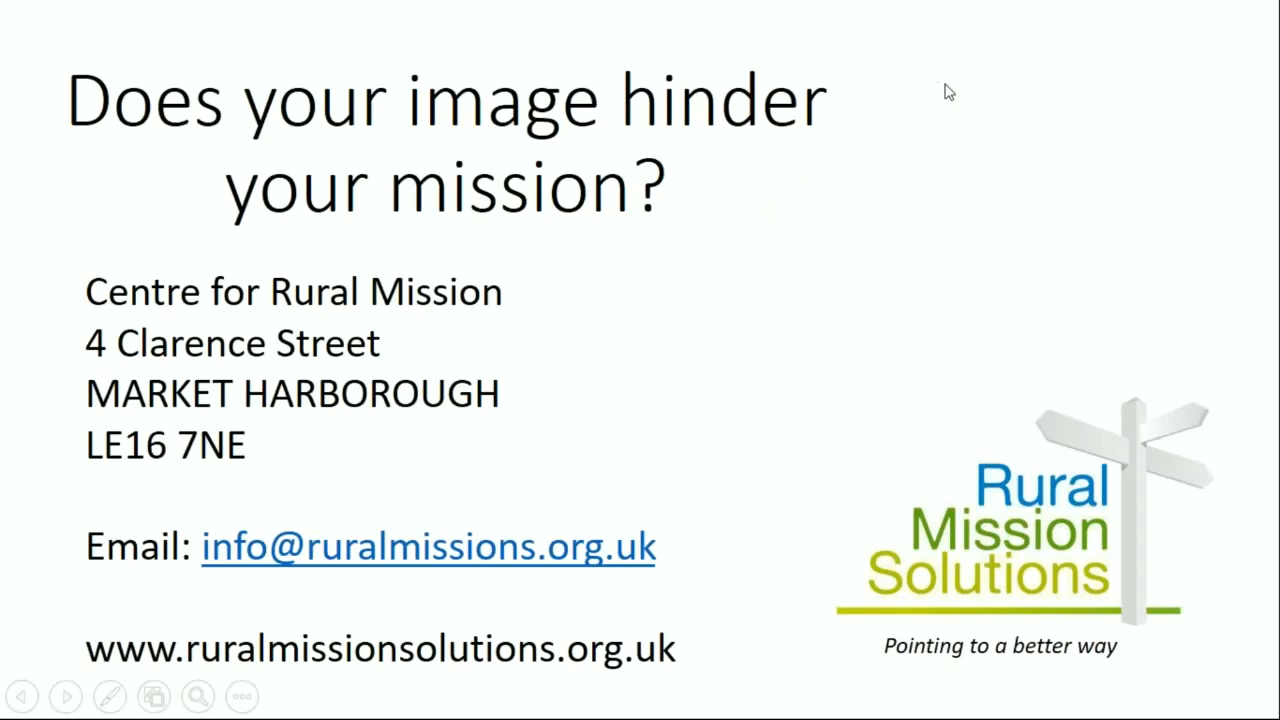 Does your image hinder
your mission?
Centre for Rural Mission
4 Clarence Street
MARKET HARBOROUGH
LE16 7NE
Email: info@ruralmissions.org.uk
www.ruralmissionsolutions.org.uk
Rural
Mission
Solutions
Pointing to a better way